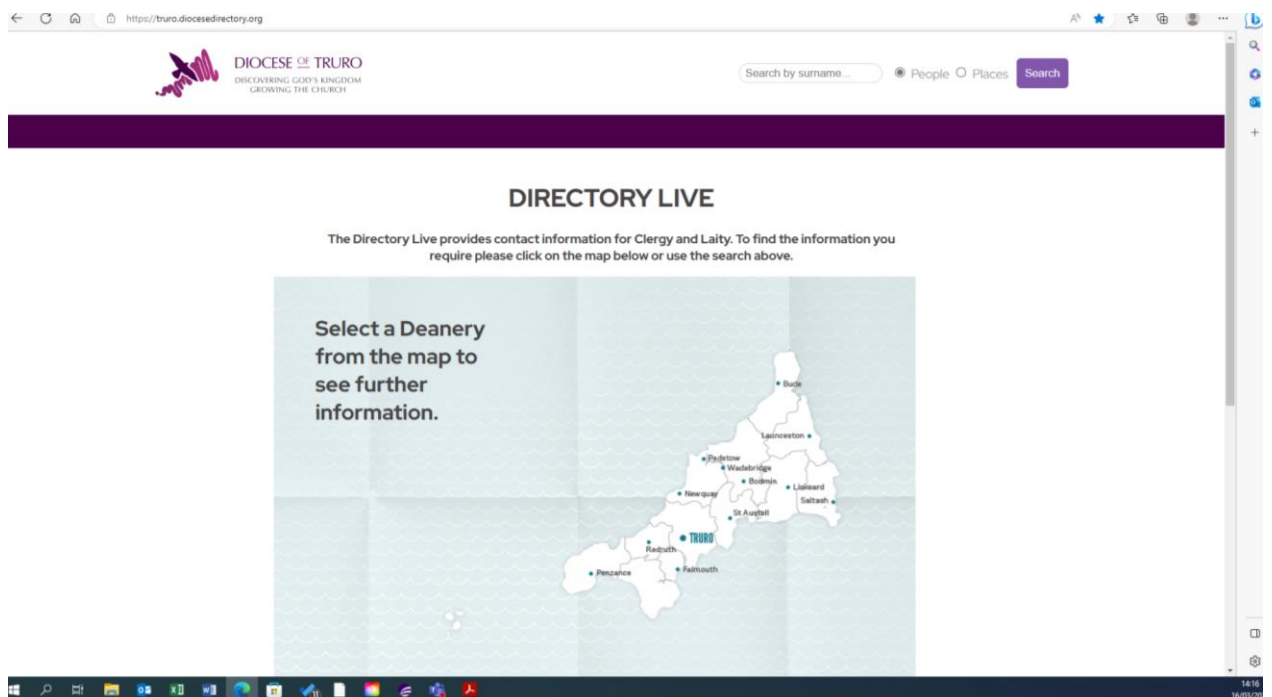 https://truro.diocesedirectory.org
DIOCESE OF TRURO
DISCOVERING GOD'S KINGDOM
GROWING THE CHURCH
Search by surname...
People
Places
Search
DIRECTORY LIVE
The Directory Live provides contact information for Clergy and Laity. To find the information you
require please click on the map below or use the search above.
Select a Deanery
from the map to
see further
information.
Bude
Launceston
Padstow
Wadebridge
Bodmin
Liskeard
Newquay
Saltash
St Austell
TRURO
Redruth
Penzance
Falmouth
14:16